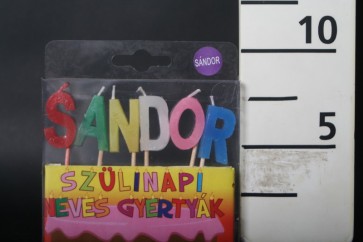 SÁNDOR
SÁNDOR
SZÜLINAPI
NEVES GYERTYÁK
10
5